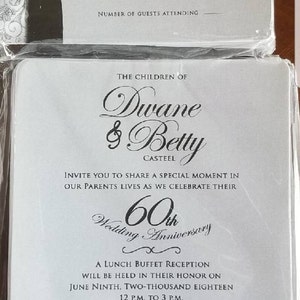 Number of guests attending
The children of
Dwane
& Betty
Casteel
Invite you to share a special moment in
our Parents lives as we celebrate their
60th
Wedding Anniversary
A Lunch Buffet Reception
will be held in their honor on
June Ninth, Two-thousand Eighteen
12 p.m. to 3 p.m.